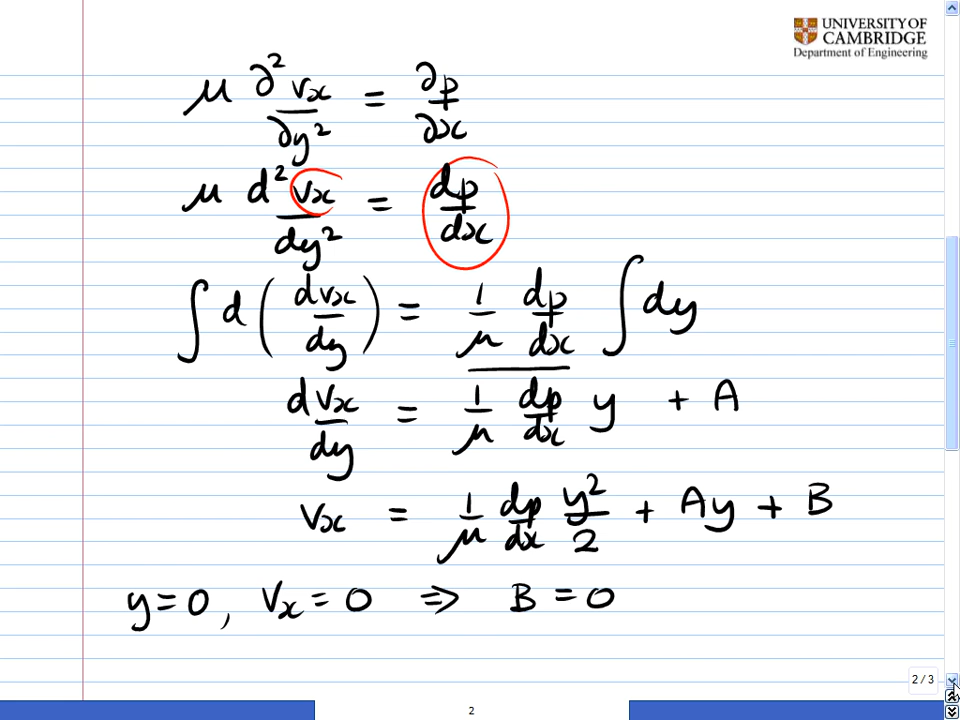 UNIVERSITY OF
CAMBRIDGE
Department of Engineering
μ ∂²vx/∂y² = ∂p/∂x
μ d²vx/dy² = dp/dx
∫ d(dvx/dy) = 1/μ dp/dx ∫ dy
dvx/dy = 1/μ dp/dx y + A
vx = 1/μ dp/dx y²/2 + Ay + B
y=0, Vx=0 ⇒ B=0
2 / 3
2